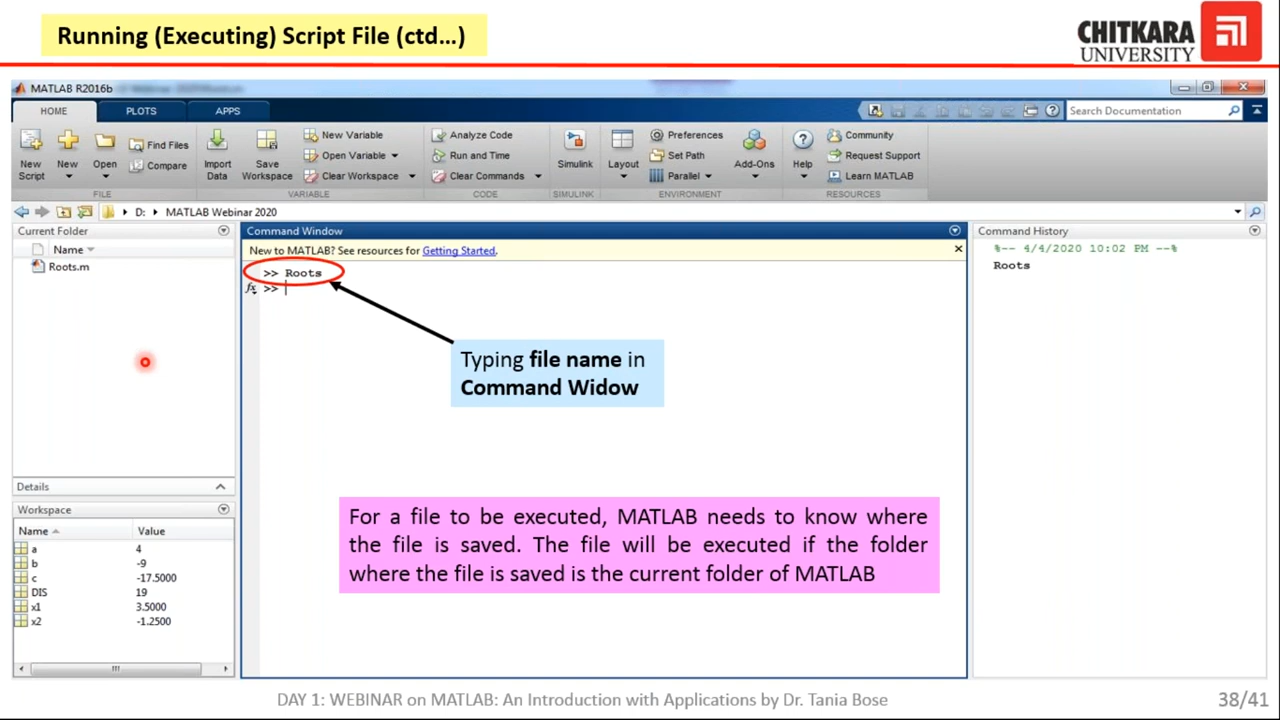 Running (Executing) Script File (ctd...)
CHITKARA
UNIVERSITY
MATLAB R2016b
HOME PLOTS APPS
Search Documentation
New Script
New
Open
Find Files
Compare
FILE
Import Data
Save Workspace
New Variable
Open Variable
Clear Workspace
VARIABLE
Analyze Code
Run and Time
Clear Commands
CODE
Simulink
SIMULINK
Layout
Preferences
Set Path
Parallel
Add-Ons
ENVIRONMENT
Help
Community
Request Support
Learn MATLAB
RESOURCES
D: MATLAB Webinar 2020
Current Folder
Name
Roots.m
Details
Workspace
Name Value
a 4
b -9
c -17.5000
DIS 19
x1 3.5000
x2 -1.2500
Command Window
New to MATLAB? See resources for Getting Started.
>> Roots
fx >>
Typing file name in
Command Widow
For a file to be executed, MATLAB needs to know where
the file is saved. The file will be executed if the folder
where the file is saved is the current folder of MATLAB
Command History
%-- 4/4/2020 10:02 PM --%
Roots
DAY 1: WEBINAR on MATLAB: An Introduction with Applications by Dr. Tania Bose
38/41